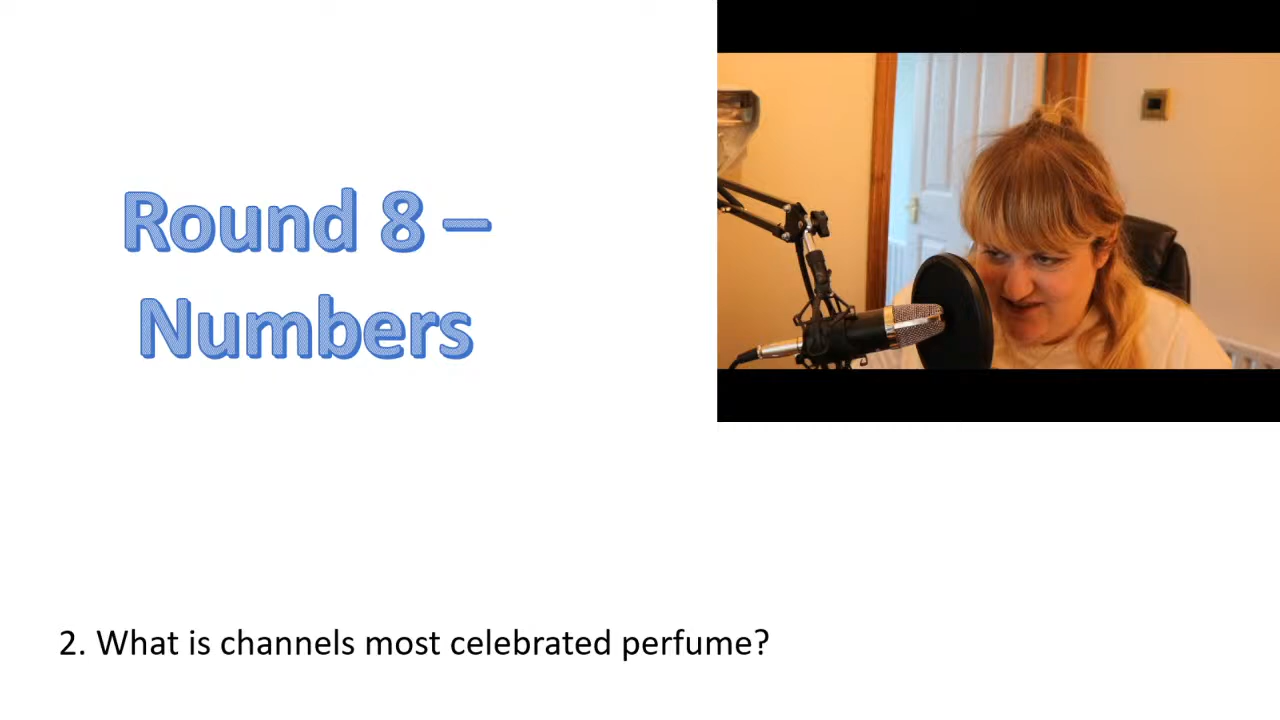 Round 8 –
Numbers
2. What is channels most celebrated perfume?